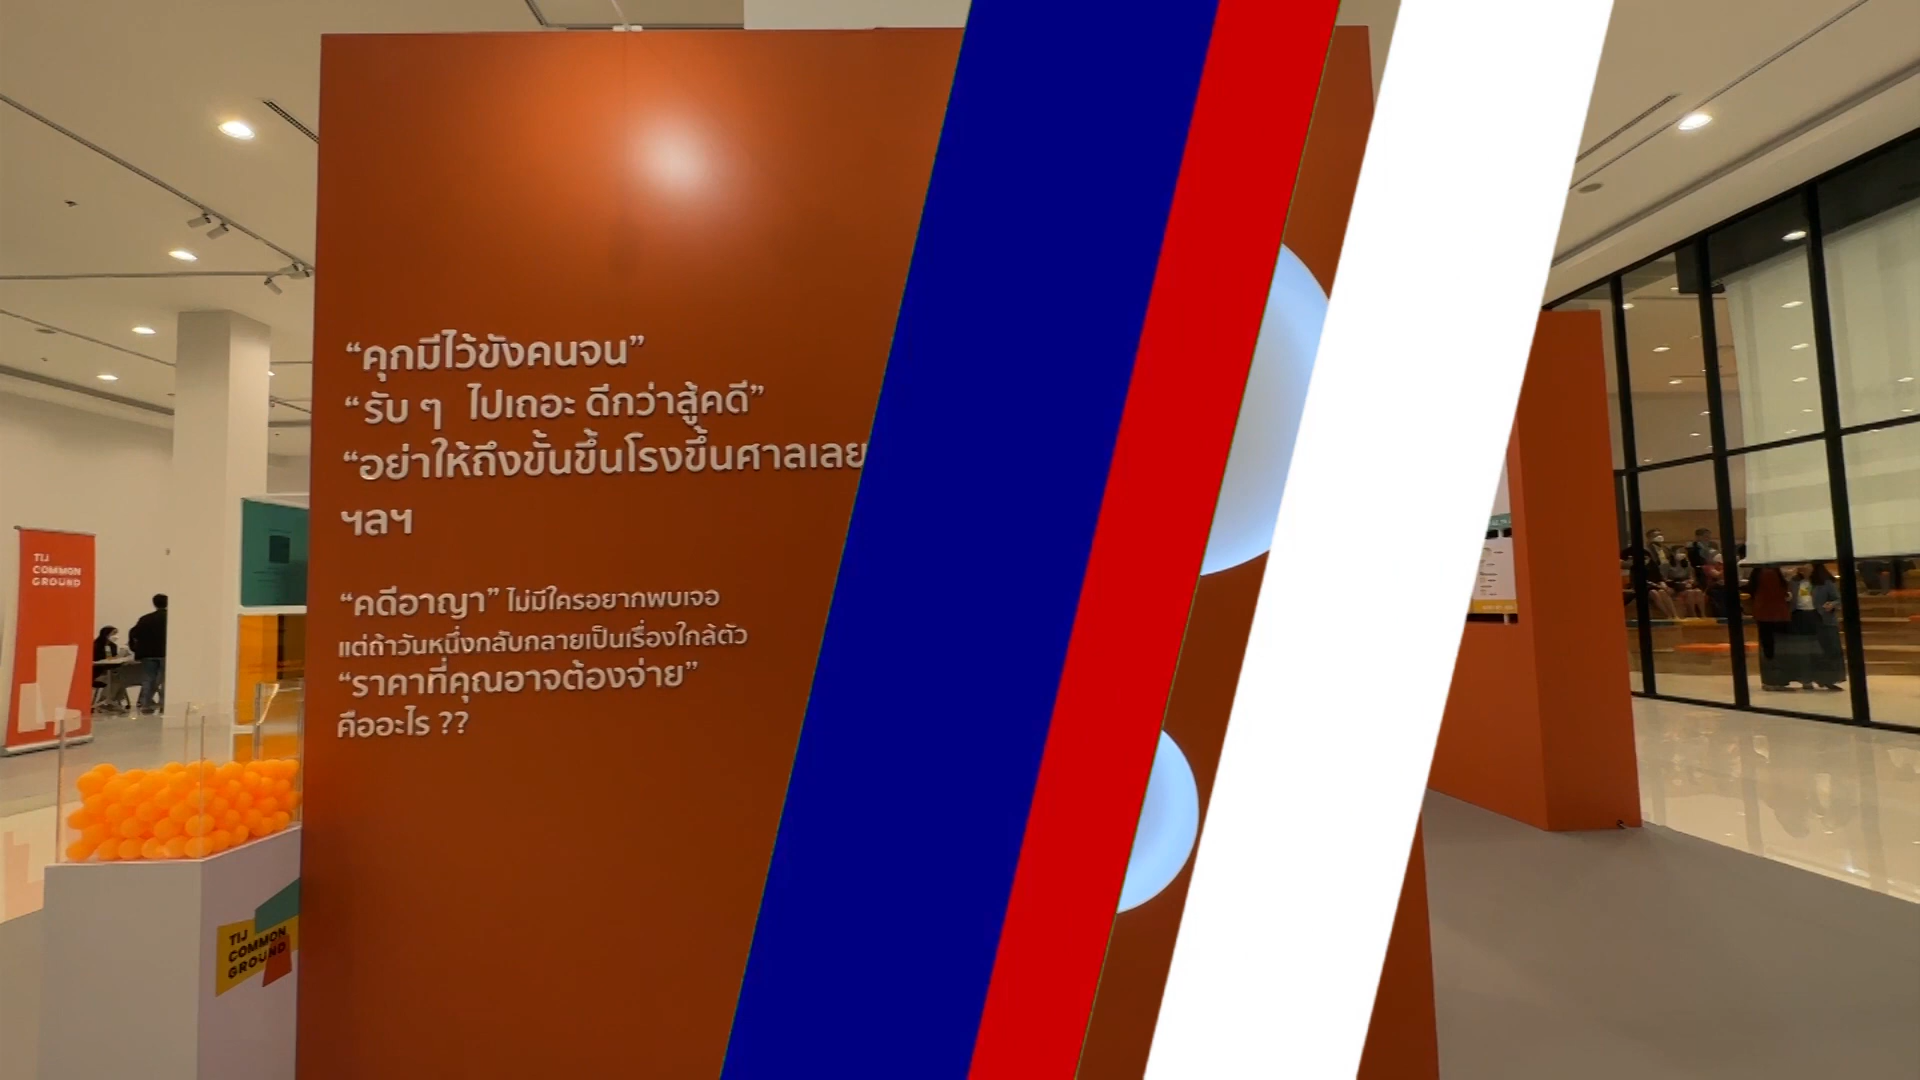 “คุกมีไว้ขังคนจน”
“รับ ๆ ไปเถอะ ดีกว่าสู้คดี”
“อย่าให้ถึงขั้นขึ้นโรงขึ้นศาลเลย
ฯลฯ
“คดีอาญา” ไม่มีใครอยากพบเจอ
แต่ถ้าวันหนึ่งกลับกลายเป็นเรื่องใกล้ตัว
“ราคาที่คุณอาจต้องจ่าย”
คืออะไร ??
TIJ
COMMON
GROUND
TIJ
COMMON
GROUND